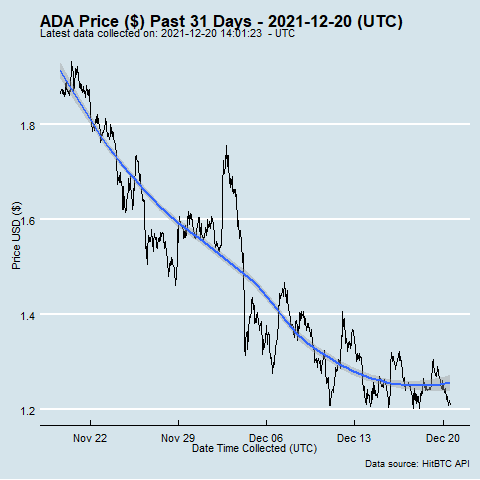 ADA Price ($) Past 31 Days - 2021-12-20 (UTC)
Latest data collected on: 2021-12-20 14:01:23 - UTC
Price USD ($)
1.8
1.6
1.4
1.2
Nov 22 Nov 29 Dec 06 Dec 13 Dec 20
Date Time Collected (UTC)
Data source: HitBTC API